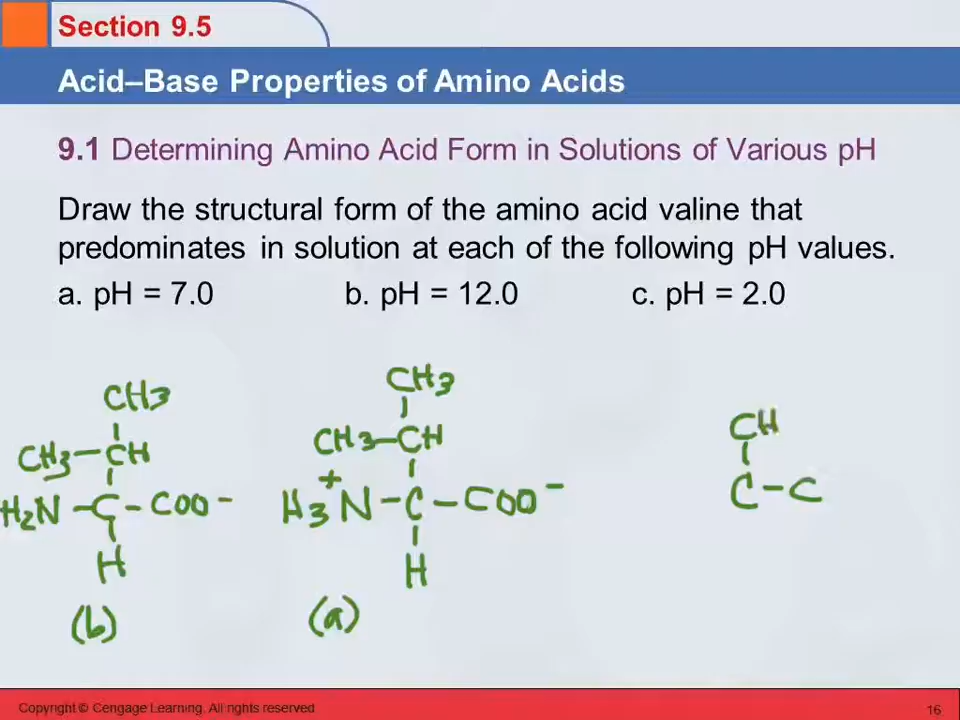 Section 9.5
Acid–Base Properties of Amino Acids
9.1 Determining Amino Acid Form in Solutions of Various pH
Draw the structural form of the amino acid valine that
predominates in solution at each of the following pH values.
a. pH = 7.0 b. pH = 12.0 c. pH = 2.0
CH3
CH3–CH
H2N–C–COO–
H
(b)
CH3
CH3–CH
+
H3N–C–COO–
H
(a)
CH
C–C
Copyright © Cengage Learning. All rights reserved
16